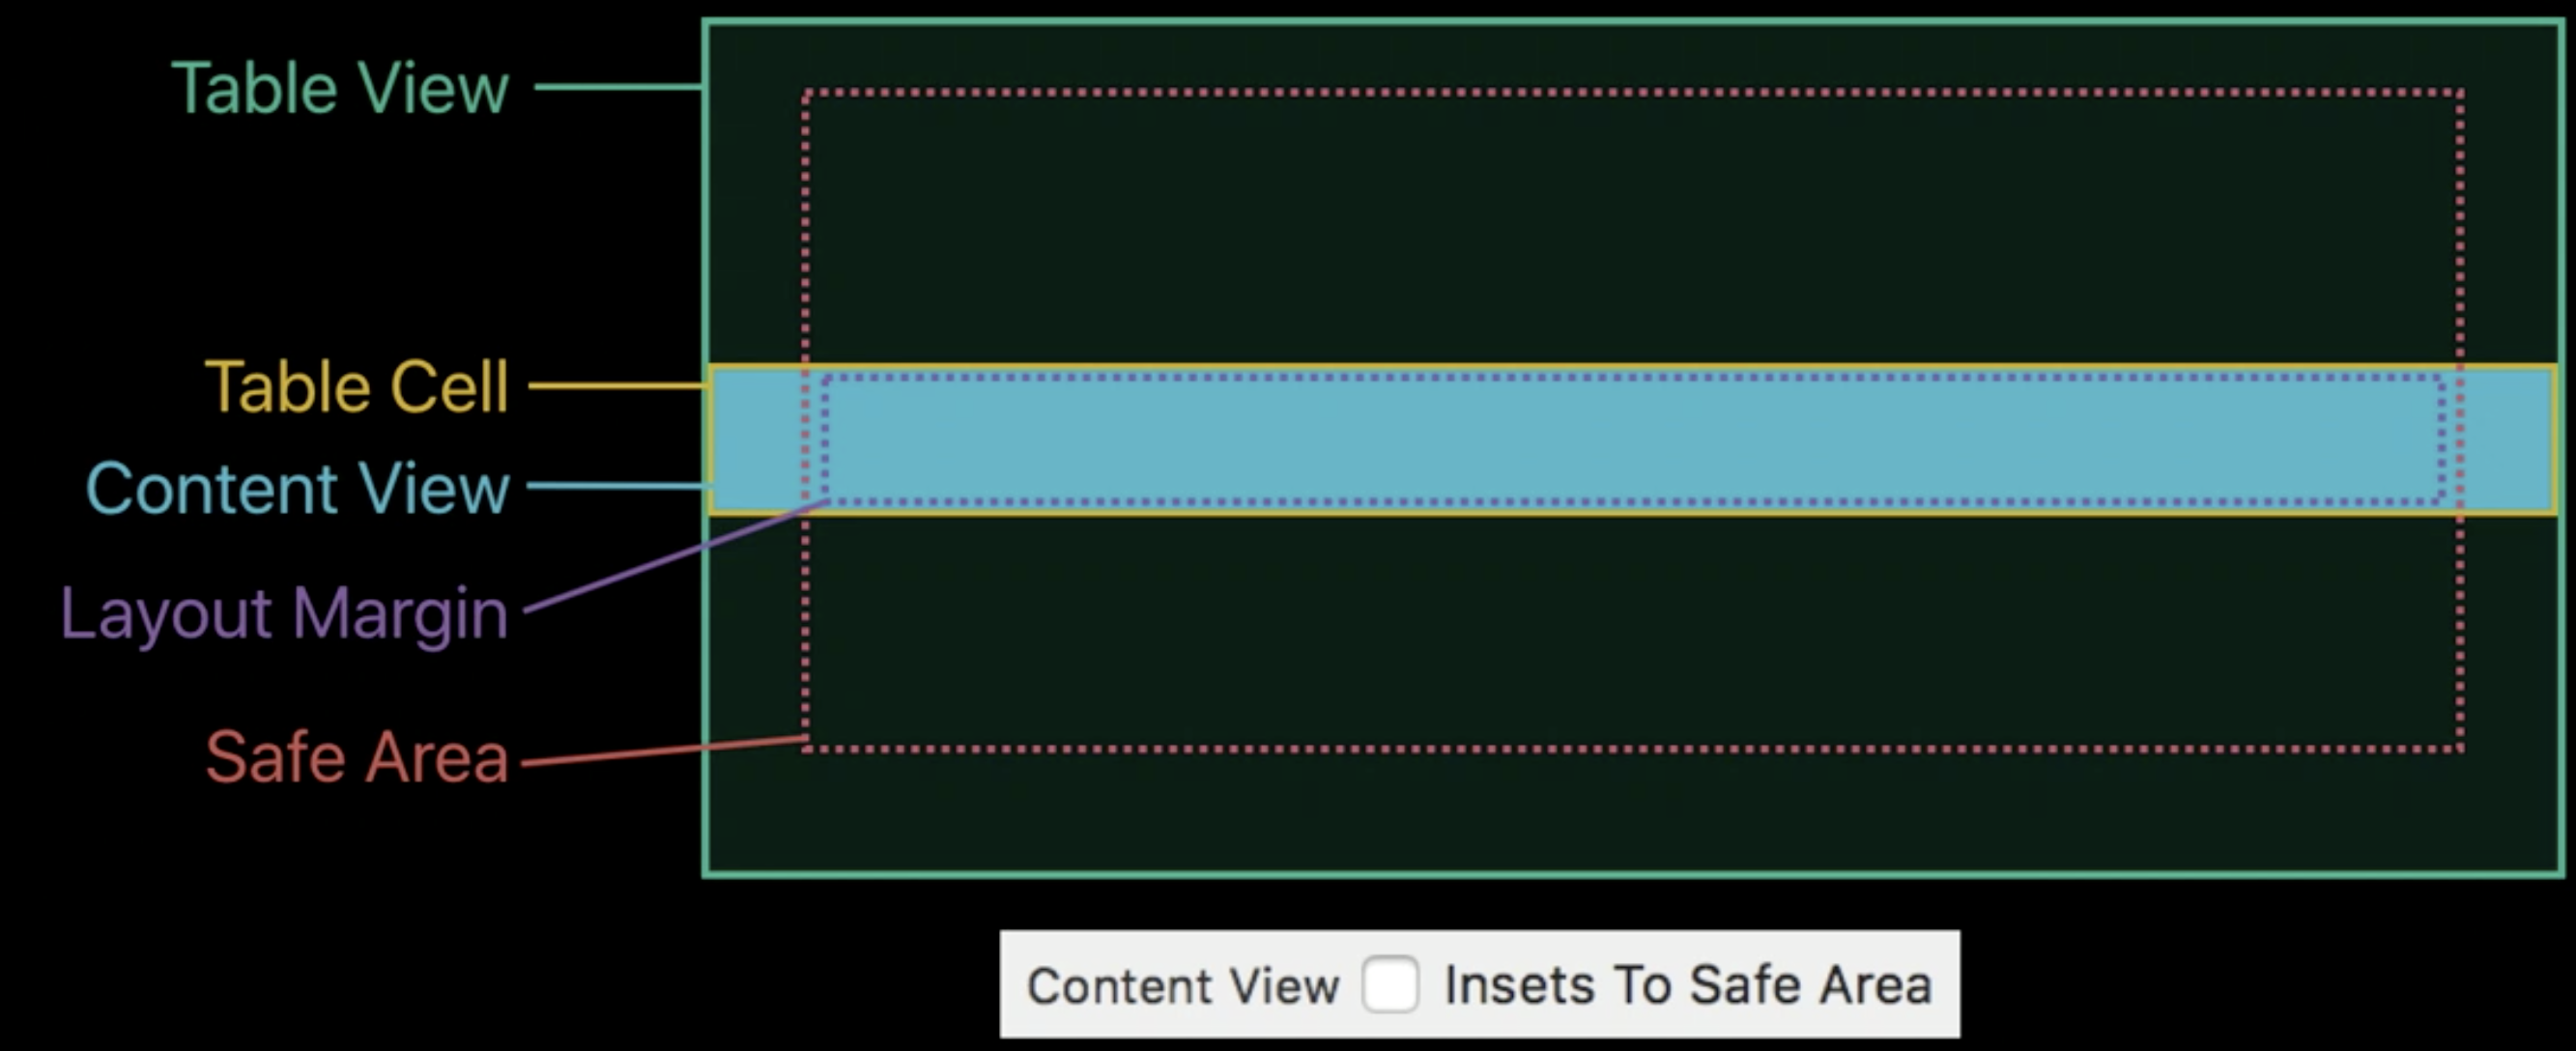 Table View
Table Cell
Content View
Layout Margin
Safe Area
Content View Insets To Safe Area